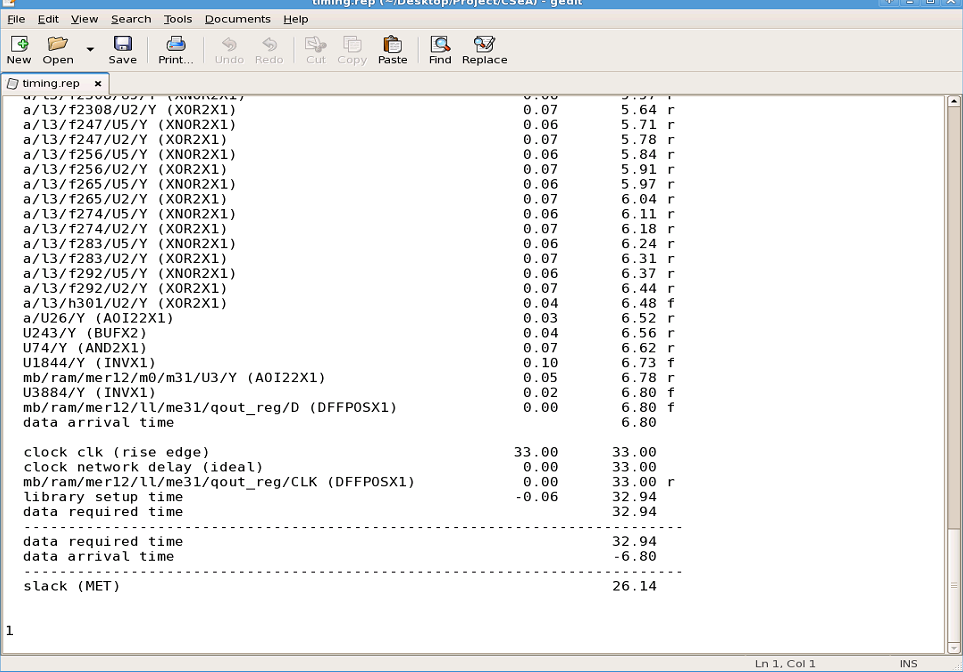 timing.rep (~/Desktop/Project/CSeA) - gedit
File Edit View Search Tools Documents Help
New Open Save Print... Undo Redo Cut Copy Paste Find Replace
timing.rep
a/l3/f2308/U2/Y (XOR2X1) 0.07 5.64 r
a/l3/f247/U5/Y (XNOR2X1) 0.06 5.71 r
a/l3/f247/U2/Y (XOR2X1) 0.07 5.78 r
a/l3/f256/U5/Y (XNOR2X1) 0.06 5.84 r
a/l3/f256/U2/Y (XOR2X1) 0.07 5.91 r
a/l3/f265/U5/Y (XNOR2X1) 0.06 5.97 r
a/l3/f265/U2/Y (XOR2X1) 0.07 6.04 r
a/l3/f274/U5/Y (XNOR2X1) 0.06 6.11 r
a/l3/f274/U2/Y (XOR2X1) 0.07 6.18 r
a/l3/f283/U5/Y (XNOR2X1) 0.06 6.24 r
a/l3/f283/U2/Y (XOR2X1) 0.07 6.31 r
a/l3/f292/U5/Y (XNOR2X1) 0.06 6.37 r
a/l3/f292/U2/Y (XOR2X1) 0.07 6.44 r
a/l3/h301/U2/Y (XOR2X1) 0.04 6.48 f
a/U26/Y (AOI22X1) 0.03 6.52 r
U243/Y (BUFX2) 0.04 6.56 r
U74/Y (AND2X1) 0.07 6.62 r
U1844/Y (INVX1) 0.10 6.73 f
mb/ram/mer12/m0/m31/U3/Y (AOI22X1) 0.05 6.78 r
U3884/Y (INVX1) 0.02 6.80 f
mb/ram/mer12/ll/me31/qout_reg/D (DFFPOSX1) 0.00 6.80 f
data arrival time 6.80
clock clk (rise edge) 33.00 33.00
clock network delay (ideal) 0.00 33.00
mb/ram/mer12/ll/me31/qout_reg/CLK (DFFPOSX1) 0.00 33.00 r
library setup time -0.06 32.94
data required time 32.94
---------------------------------------------------------------------------
data required time 32.94
data arrival time -6.80
---------------------------------------------------------------------------
slack (MET) 26.14
1
Ln 1, Col 1 INS